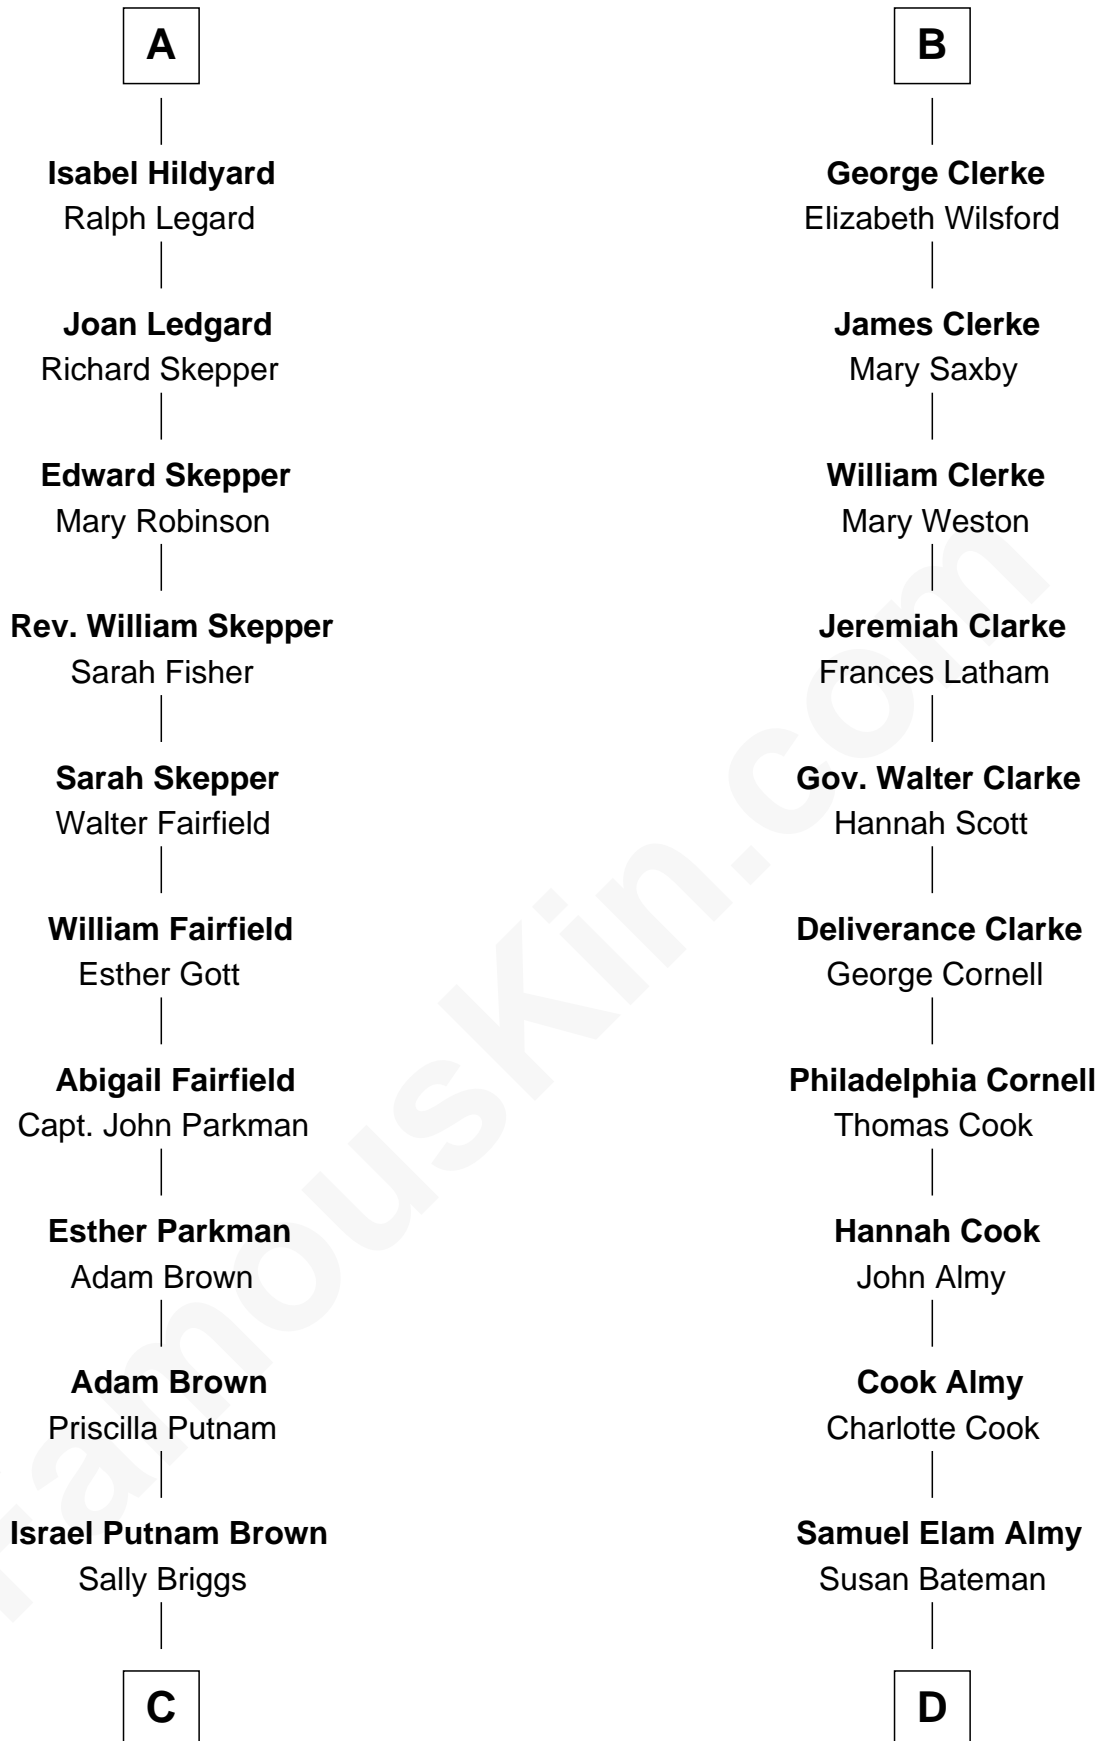 A
Isabel Hildyard
Ralph Legard
Joan Ledgard
Richard Skepper
Edward Skepper
Mary Robinson
Rev. William Skepper
Sarah Fisher
Sarah Skepper
Walter Fairfield
William Fairfield
Esther Gott
Abigail Fairfield
Capt. John Parkman
Esther Parkman
Adam Brown
Adam Brown
Priscilla Putnam
Israel Putnam Brown
Sally Briggs
C
B
George Clerke
Elizabeth Wilsford
James Clerke
Mary Saxby
William Clerke
Mary Weston
Jeremiah Clarke
Frances Latham
Gov. Walter Clarke
Hannah Scott
Deliverance Clarke
George Cornell
Philadelphia Cornell
Thomas Cook
Hannah Cook
John Almy
Cook Almy
Charlotte Cook
Samuel Elam Almy
Susan Bateman
D
FamousKin.com